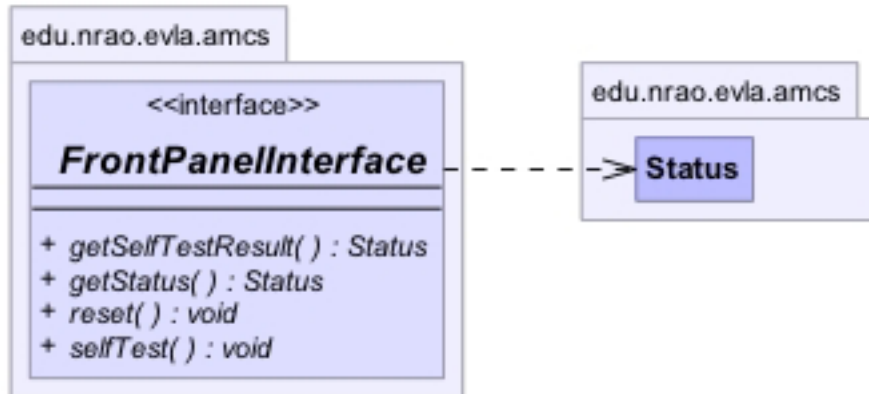 edu.nrao.evla.amcs
<<interface>>
FrontPanelInterface
+ getSelfTestResult( ) : Status
+ getStatus( ) : Status
+ reset( ) : void
+ selfTest( ) : void
edu.nrao.evla.amcs
Status